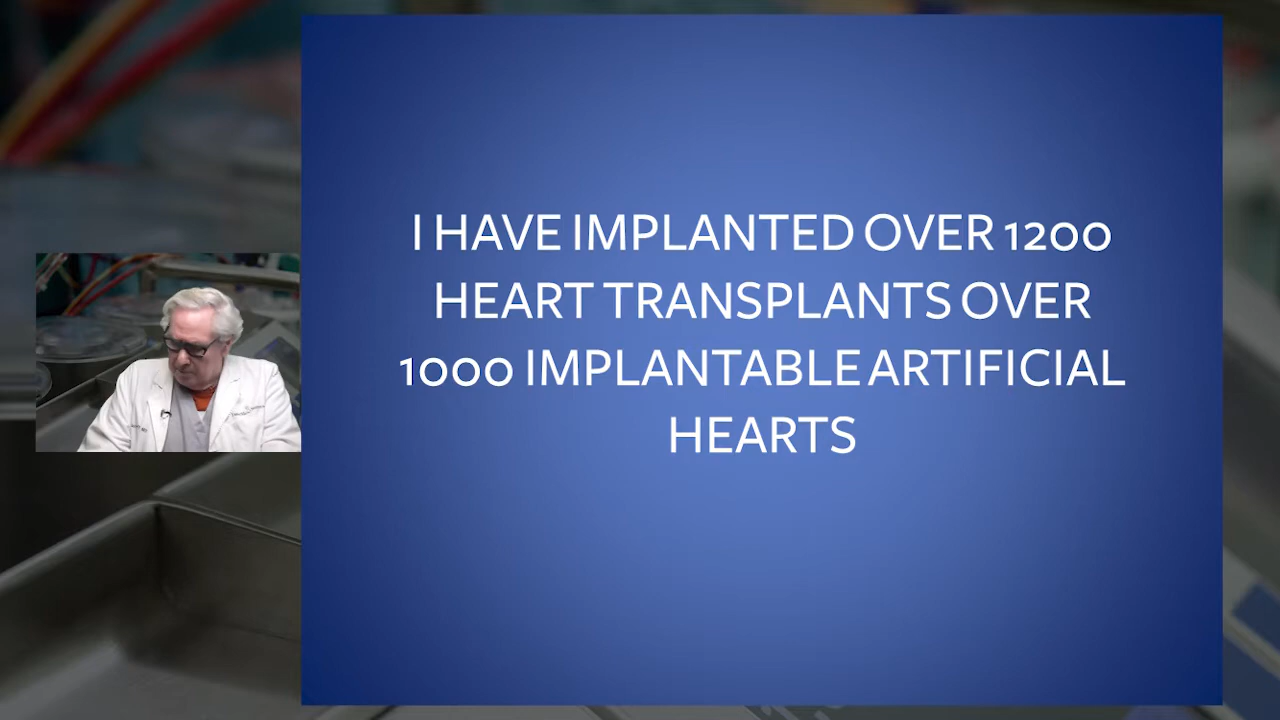 I HAVE IMPLANTED OVER 1200
HEART TRANSPLANTS OVER
1000 IMPLANTABLE ARTIFICIAL
HEARTS